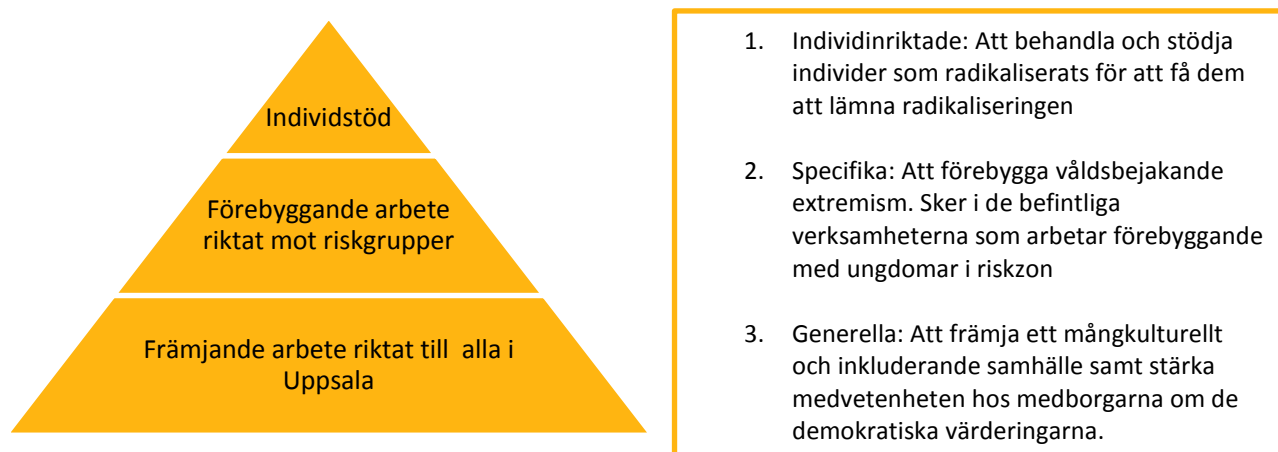 Individstöd
Förebyggande arbete
riktat mot riskgrupper
Främjande arbete riktat till  alla i
Uppsala
1. Individinriktade: Att behandla och stödja
individer som radikaliserats för att få dem
att lämna radikaliseringen
2. Specifika: Att förebygga våldsbejakande
extremism. Sker i de befintliga
verksamheterna som arbetar förebyggande
med ungdomar i riskzon
3. Generella: Att främja ett mångkulturellt
och inkluderande samhälle samt stärka
medvetenheten hos medborgarna om de
demokratiska värderingarna.